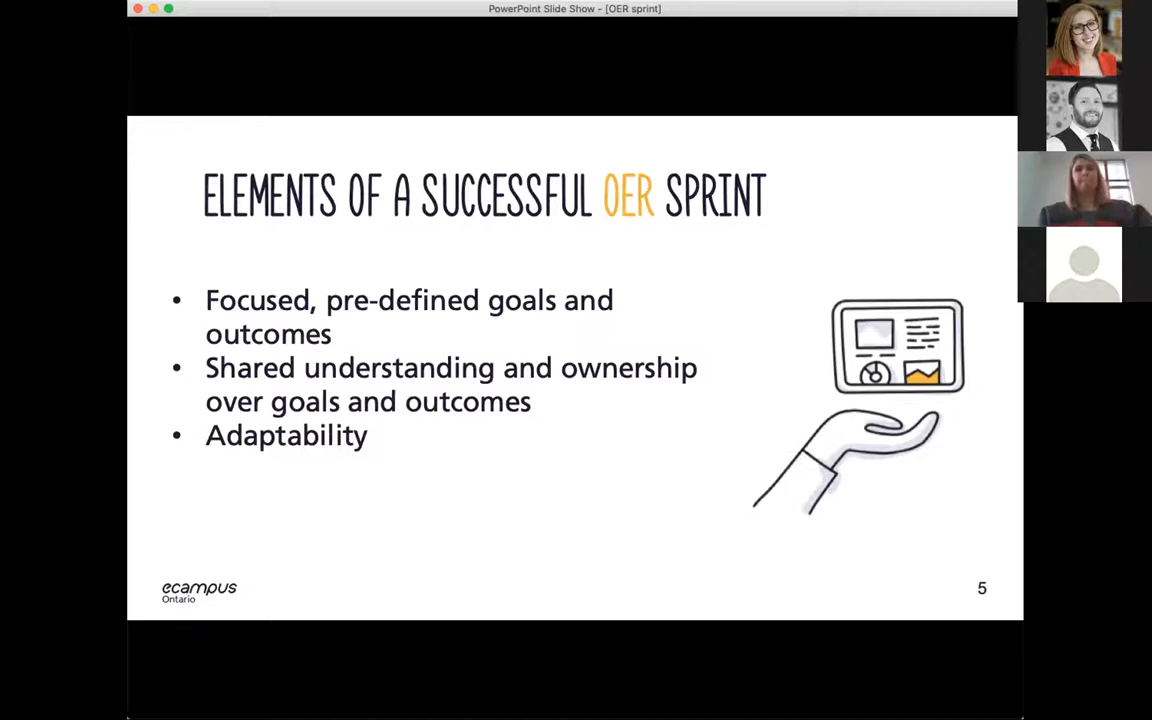 PowerPoint Slide Show - [OER sprint]
ELEMENTS OF A SUCCESSFUL OER SPRINT
• Focused, pre-defined goals and
outcomes
• Shared understanding and ownership
over goals and outcomes
• Adaptability
ecampus
Ontario
5